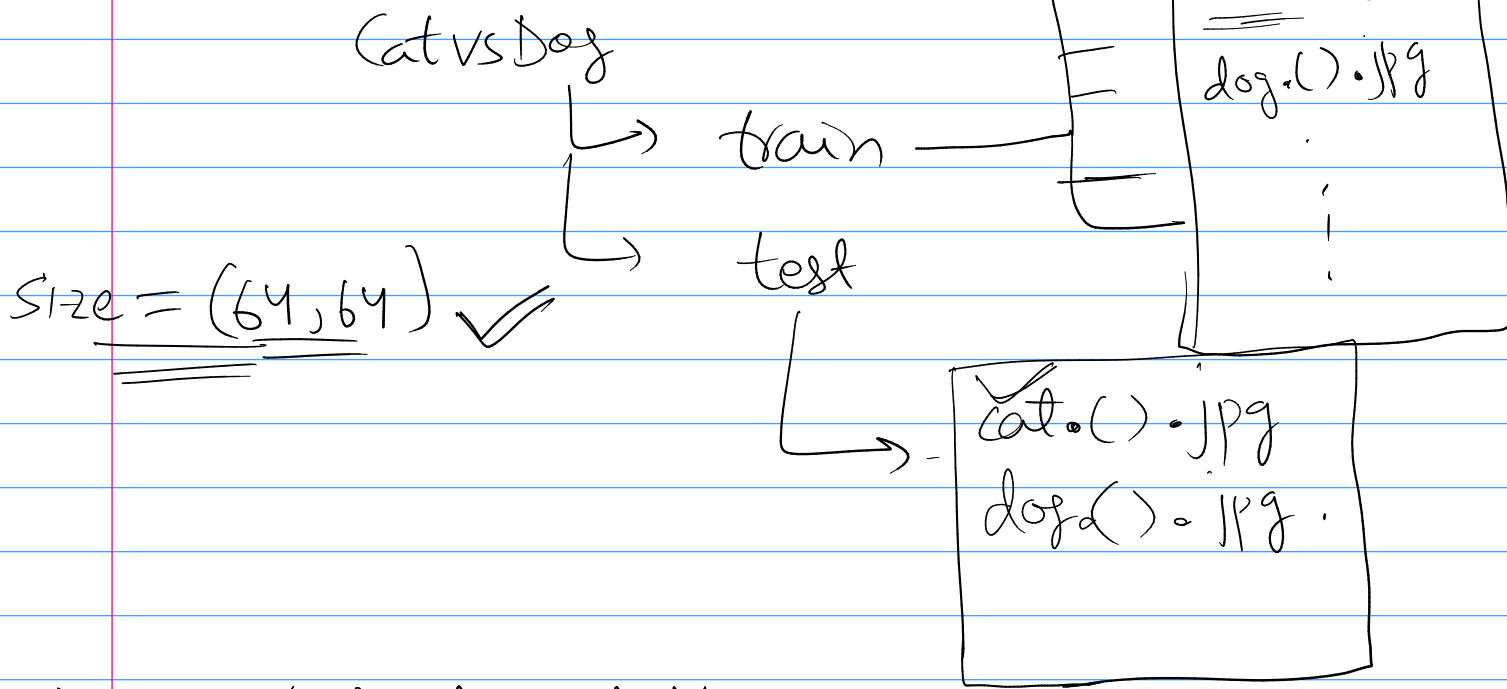 CatvsDog
dog.().jpg
train
test
size = (64,64)
cat.().jpg
dog.().jpg